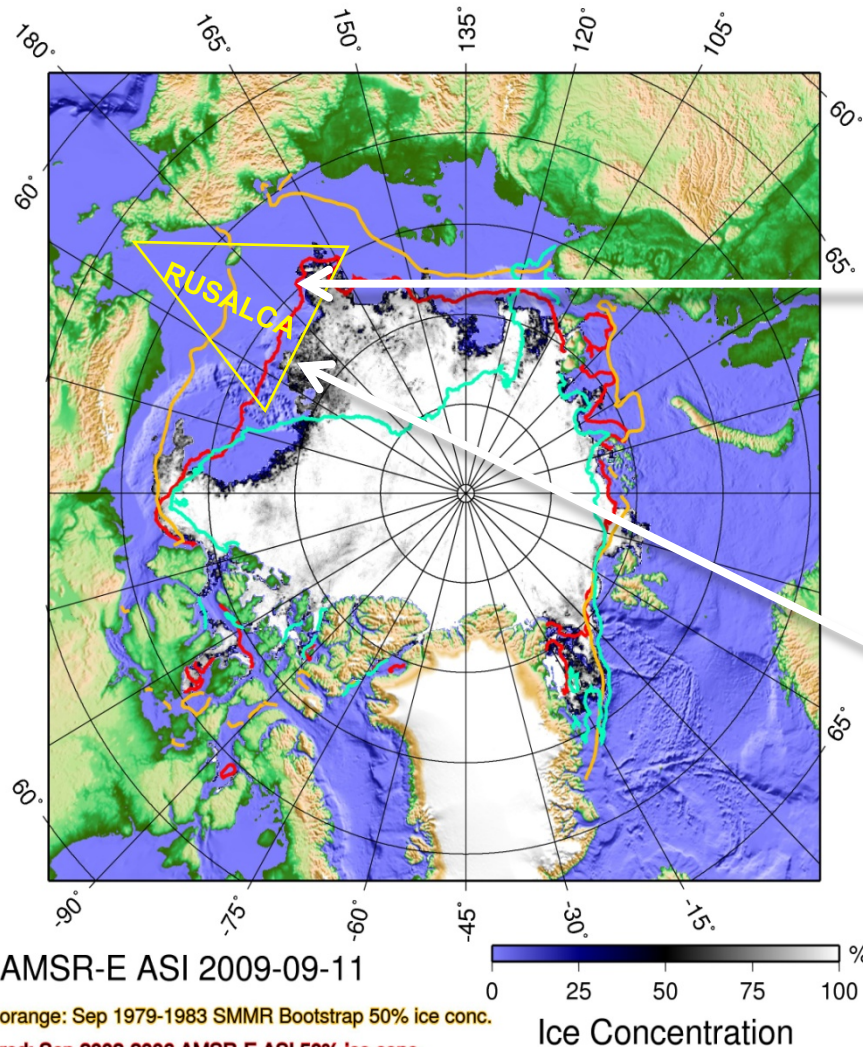 180° 165° 150° 135° 120° 105°
60°
60°
RUSALCA
65°
65°
60°
-90° -75° -60° -45° -30° -15°
AMSR-E ASI 2009-09-11
%
0 25 50 75 100
orange: Sep 1979-1983 SMMR Bootstrap 50% ice conc.
Ice Concentration